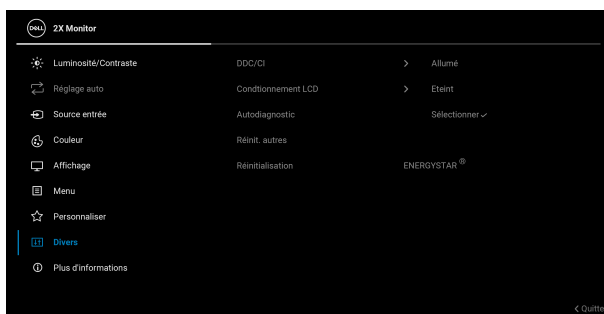 DELL 2X Monitor
Luminosité/Contraste DDC/CI > Allumé
Réglage auto Condtionnement LCD > Eteint
Source entrée Autodiagnostic Sélectionner ✓
Couleur Réinit. autres
Affichage Réinitialisation ENERGYSTAR ®
Menu
Personnaliser
Divers
Plus d'informations
< Quitte